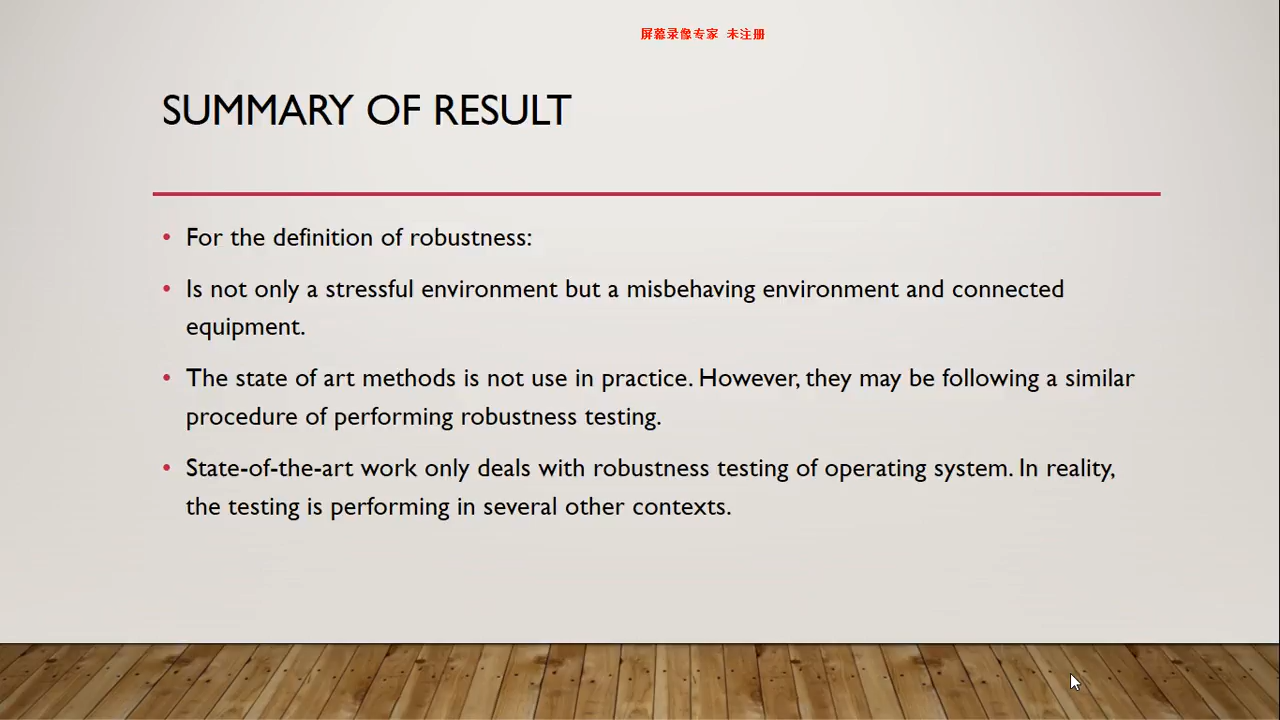 屏幕录像专家 未注册
SUMMARY OF RESULT
• For the definition of robustness:
• Is not only a stressful environment but a misbehaving environment and connected
equipment.
• The state of art methods is not use in practice. However, they may be following a similar
procedure of performing robustness testing.
• State-of-the-art work only deals with robustness testing of operating system. In reality,
the testing is performing in several other contexts.